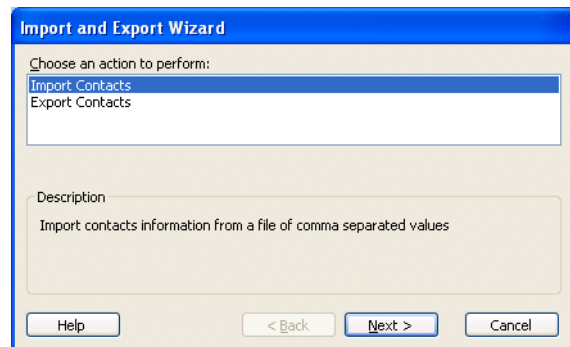 Import and Export Wizard
Choose an action to perform:
Import Contacts
Export Contacts
Description
Import contacts information from a file of comma separated values
Help
< Back
Next >
Cancel